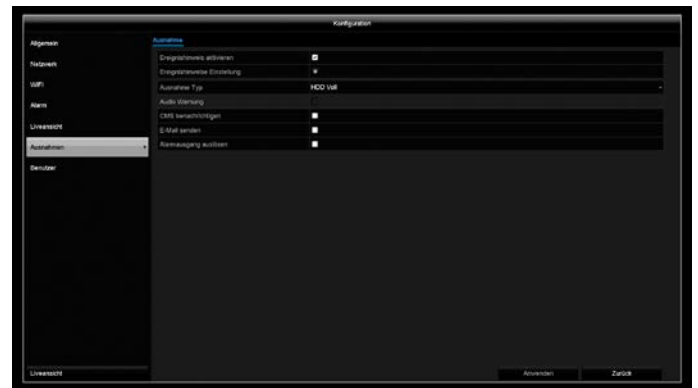 Konfiguration
Allgemein
Netzwerk
WIFI
Alarm
Liveansicht
Ausnahmen
Benutzer
Liveansicht
Ausnahme
Ereignishinweis aktivieren
Ereignishinweise Einstellung
Ausnahme Typ HDD Voll
Audio Warnung
CMS benachrichtigen
E-Mail senden
Alarmausgang auslösen
Anwenden Zurück